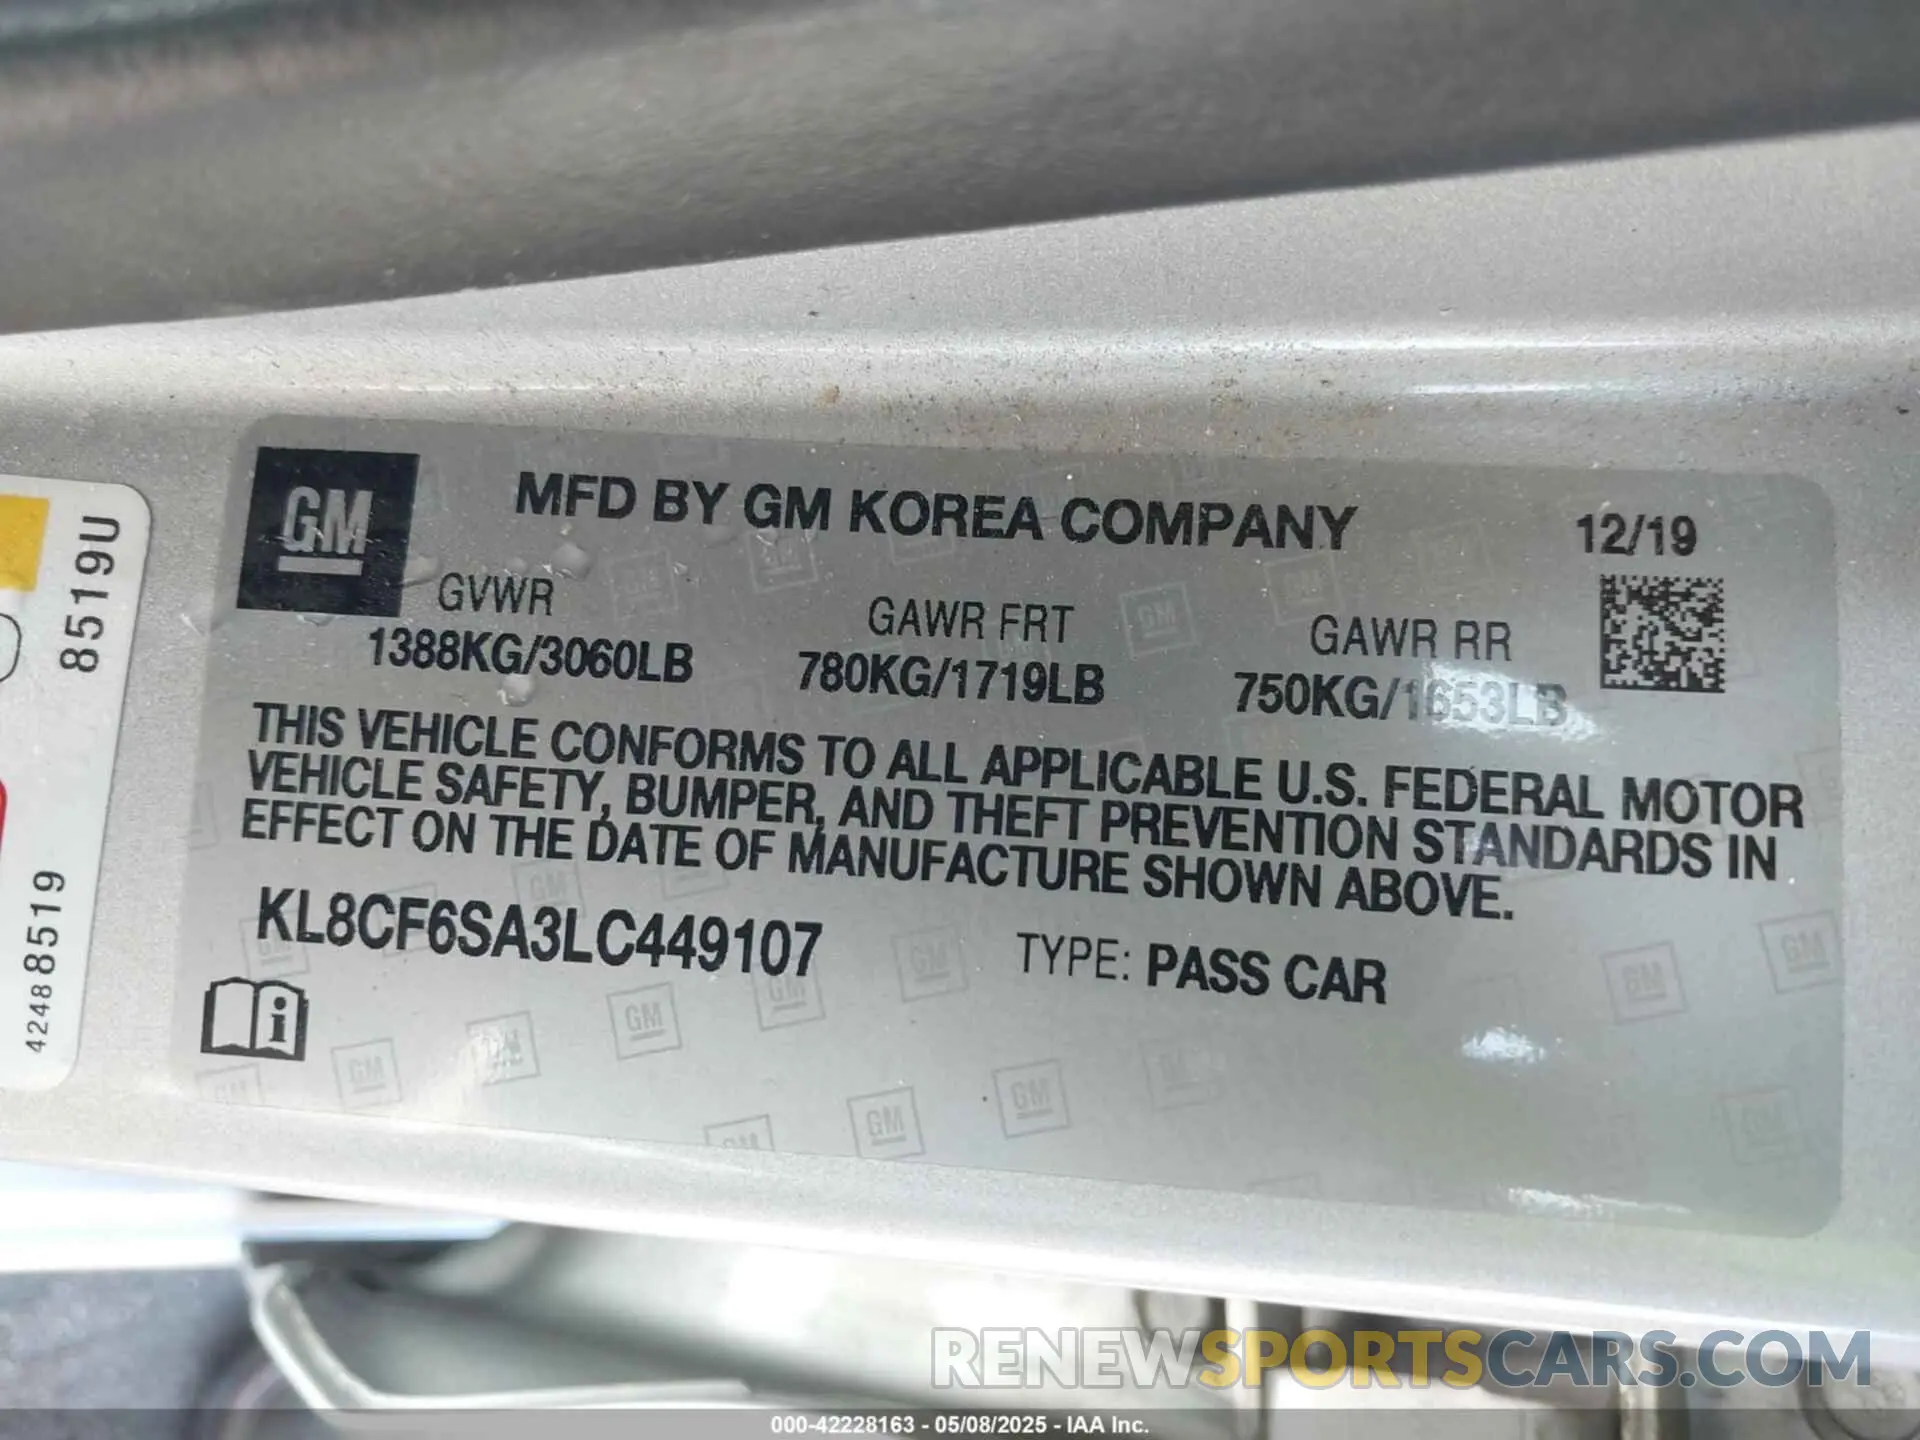 GM
MFD BY GM KOREA COMPANY 12/19
GVWR GAWR FRT GAWR RR
1388KG/3060LB 780KG/1719LB 750KG/1653LB
THIS VEHICLE CONFORMS TO ALL APPLICABLE U.S. FEDERAL MOTOR
VEHICLE SAFETY, BUMPER, AND THEFT PREVENTION STANDARDS IN
EFFECT ON THE DATE OF MANUFACTURE SHOWN ABOVE.
KL8CF6SA3LC449107 TYPE: PASS CAR
8519U
42488519
RENEWSPORTSCARS.COM
000-42228163 - 05/08/2025 - IAA Inc.